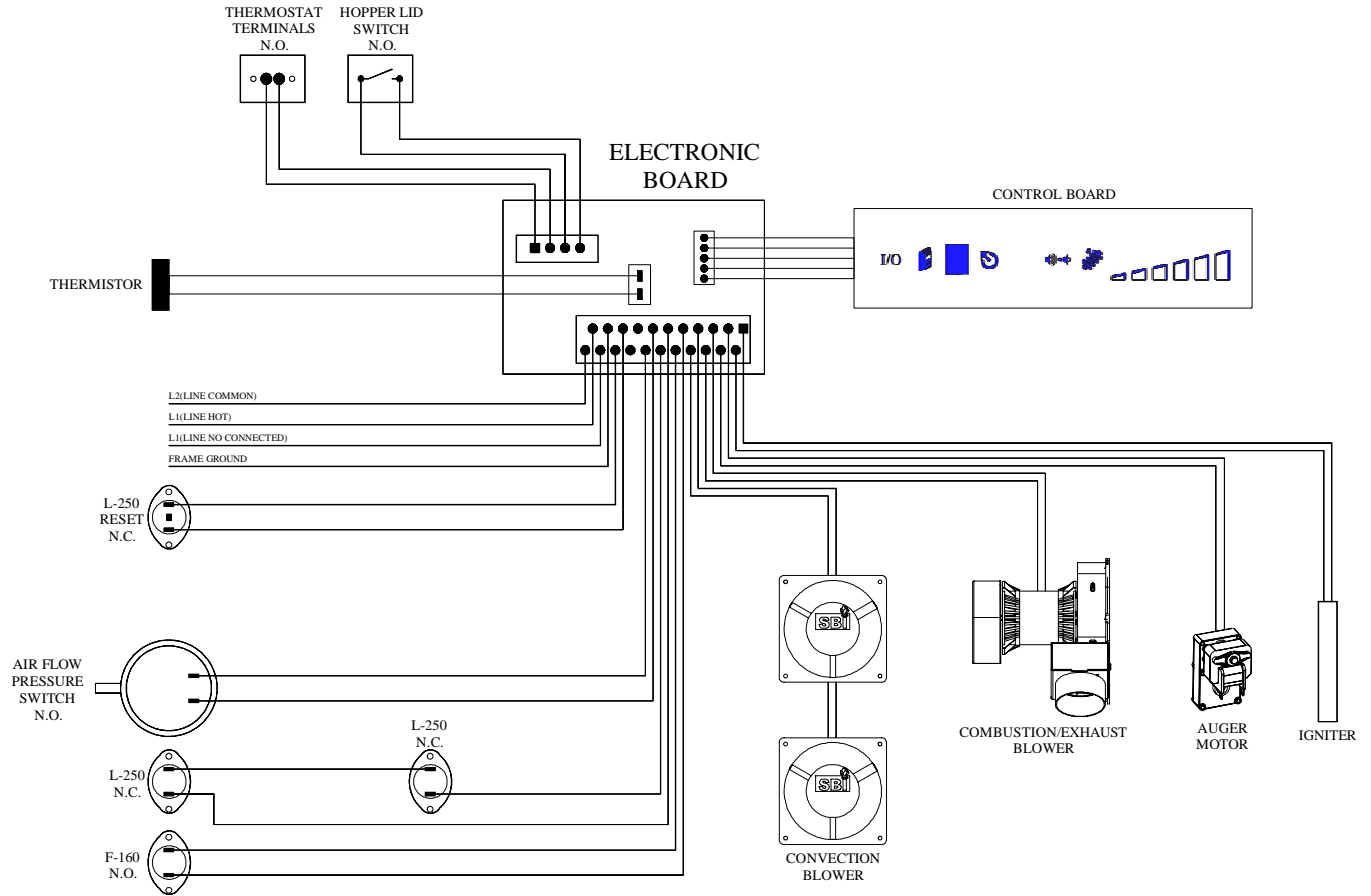 THERMOSTAT
TERMINALS
N.O.
HOPPER LID
SWITCH
N.O.
ELECTRONIC
BOARD
CONTROL BOARD
I/O
THERMISTOR
L2(LINE COMMON)
L1(LINE HOT)
L1(LINE NO CONNECTED)
FRAME GROUND
L-250
RESET
N.C.
SBI
AIR FLOW
PRESSURE
SWITCH
N.O.
L-250
N.C.
L-250
N.C.
SBI
COMBUSTION/EXHAUST
BLOWER
AUGER
MOTOR
IGNITER
F-160
N.O.
CONVECTION
BLOWER